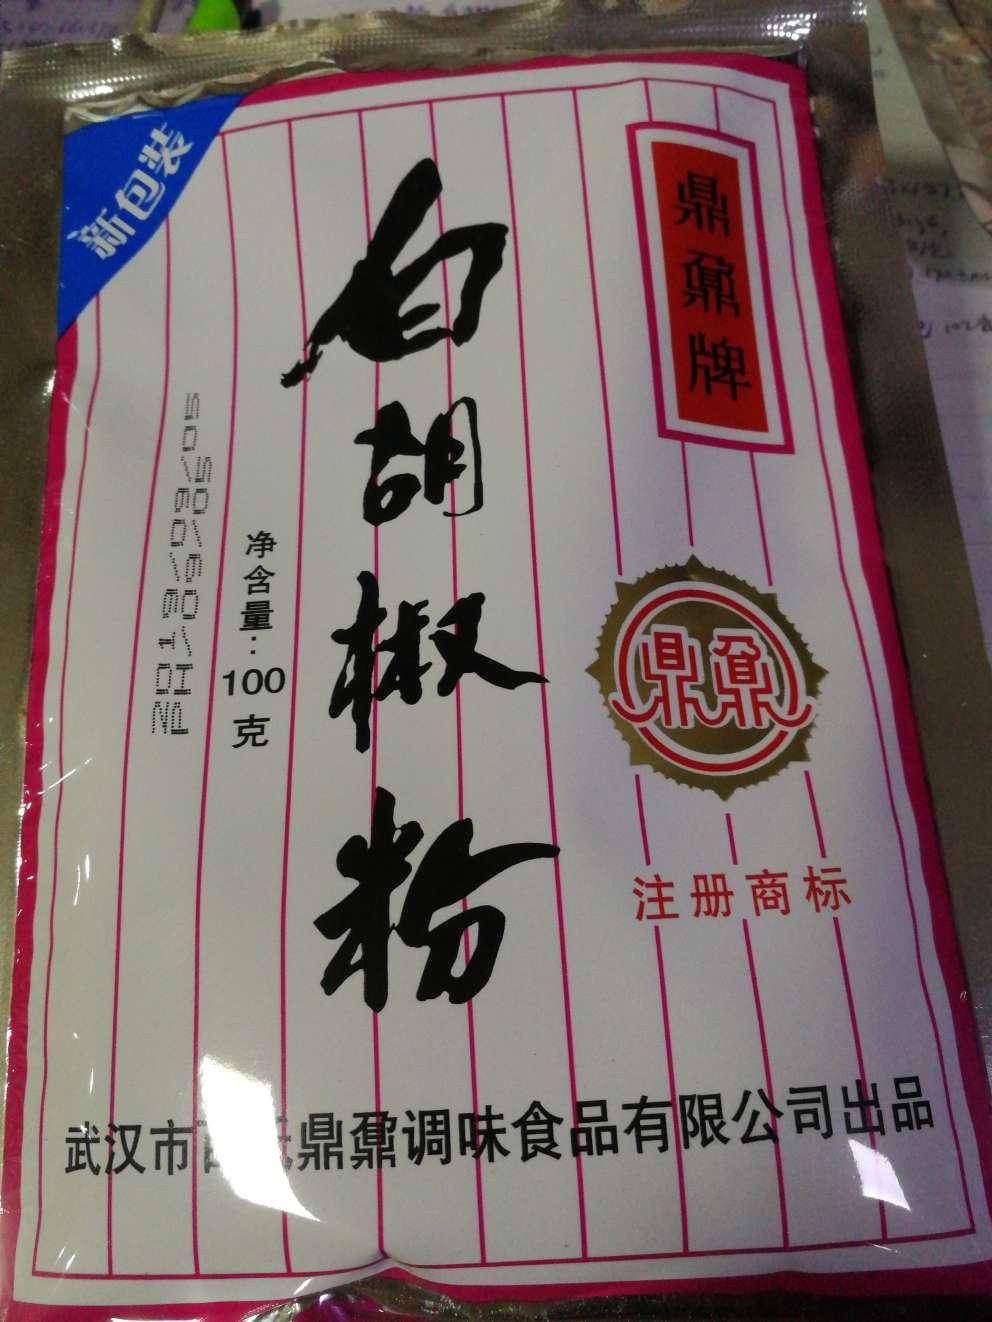 新包装
鼎鼐牌
白胡椒粉
净含量：100克
鼎鼐
注册商标
武汉市 鼎鼐调味食品有限公司出品